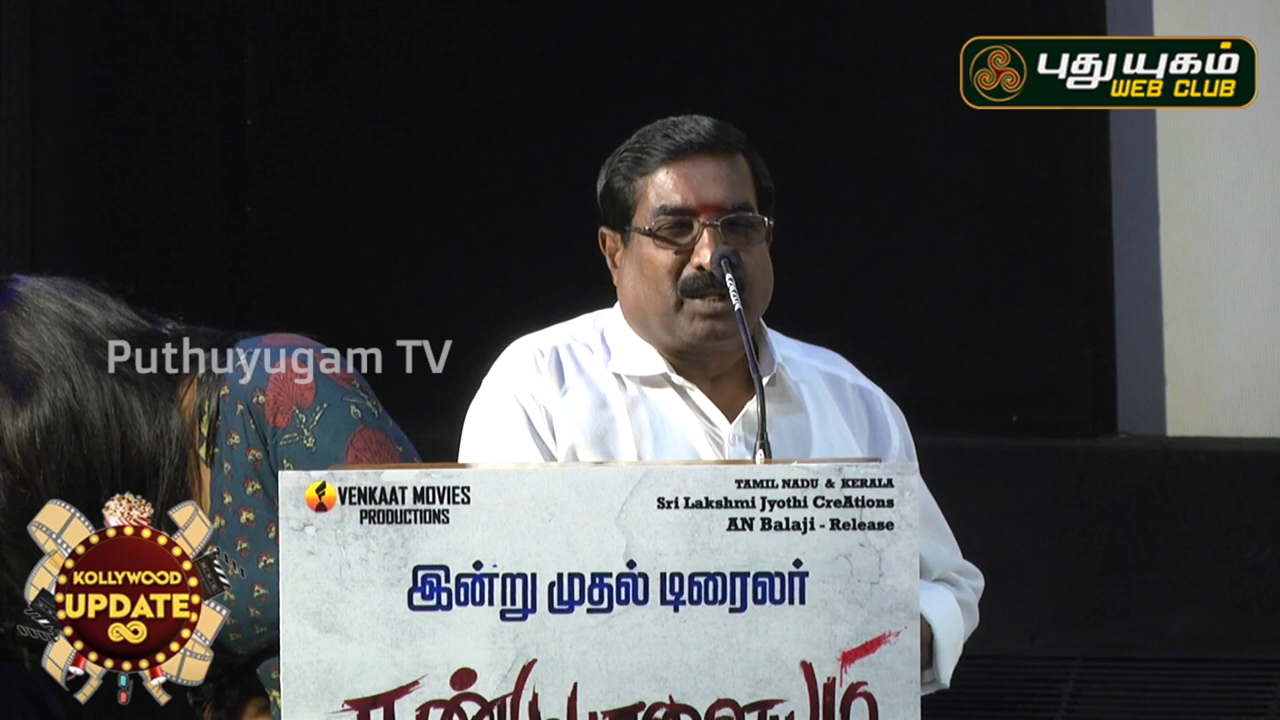 புதுயுகம்
WEB CLUB
Puthuyugam TV
VENKAAT MOVIES
PRODUCTIONS
TAMIL NADU & KERALA
Sri Lakshmi Jyothi CreAtions
AN Balaji - Release
இன்று முதல் டிரைலர்
KOLLYWOOD
UPDATE